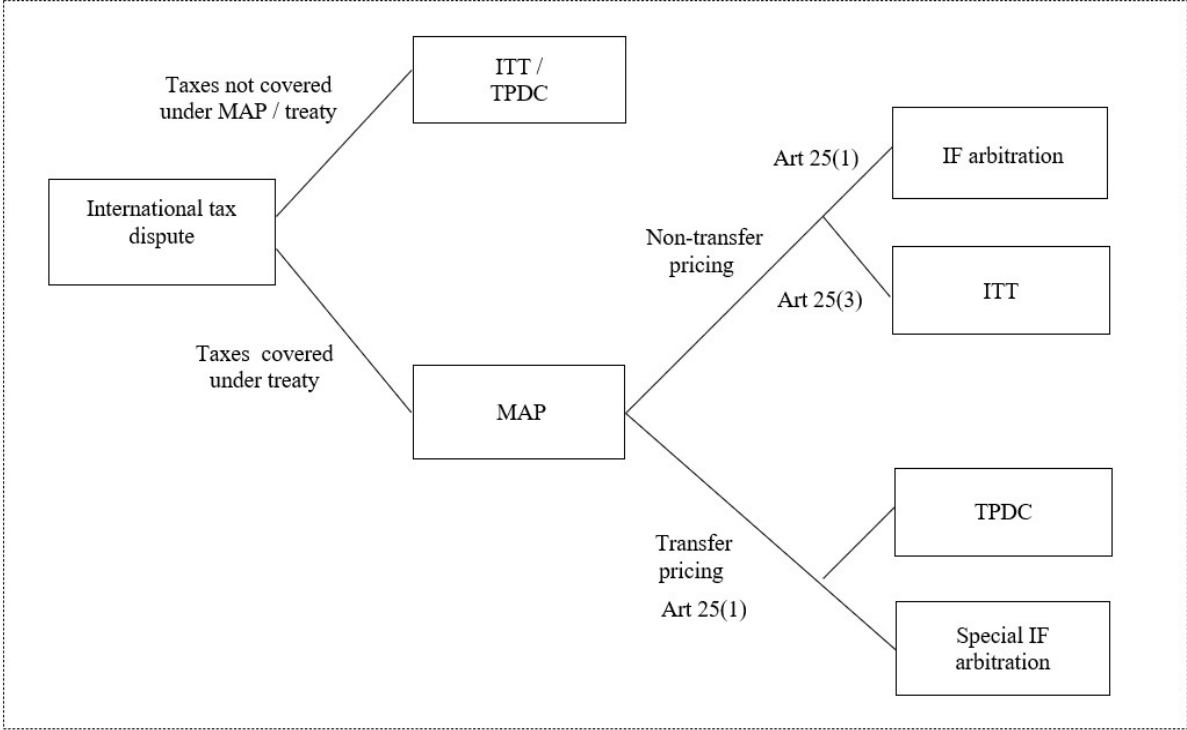 Taxes not covered
under MAP / treaty
ITT /
TPDC
International tax
dispute
Taxes covered
under treaty
MAP
Non-transfer
pricing
Art 25(1)
IF arbitration
Art 25(3)
ITT
Transfer
pricing
Art 25(1)
TPDC
Special IF
arbitration